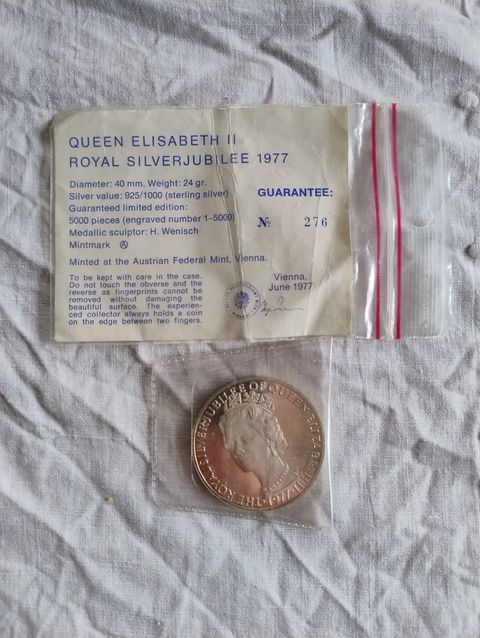 QUEEN ELISABETH II
ROYAL SILVERJUBILEE 1977
Diameter: 40 mm, Weight: 24 gr.
Silver value: 925/1000 (sterling silver)
Guaranteed limited edition:
5000 pieces (engraved number 1–5000)
Medallic sculptor: H. Wenisch
Mintmark Ⓐ
Minted at the Austrian Federal Mint, Vienna.
To be kept with care in the case.
Do not touch the obverse and the
reverse as fingerprints cannot be
removed without damaging the
beautiful surface. The experien-
ced collector always holds a coin
on the edge between two fingers.
GUARANTEE:
№ 276
Vienna,
June 1977
THE ROYAL SILVERJUBILEE OF QUEEN ELIZABETH II 1977